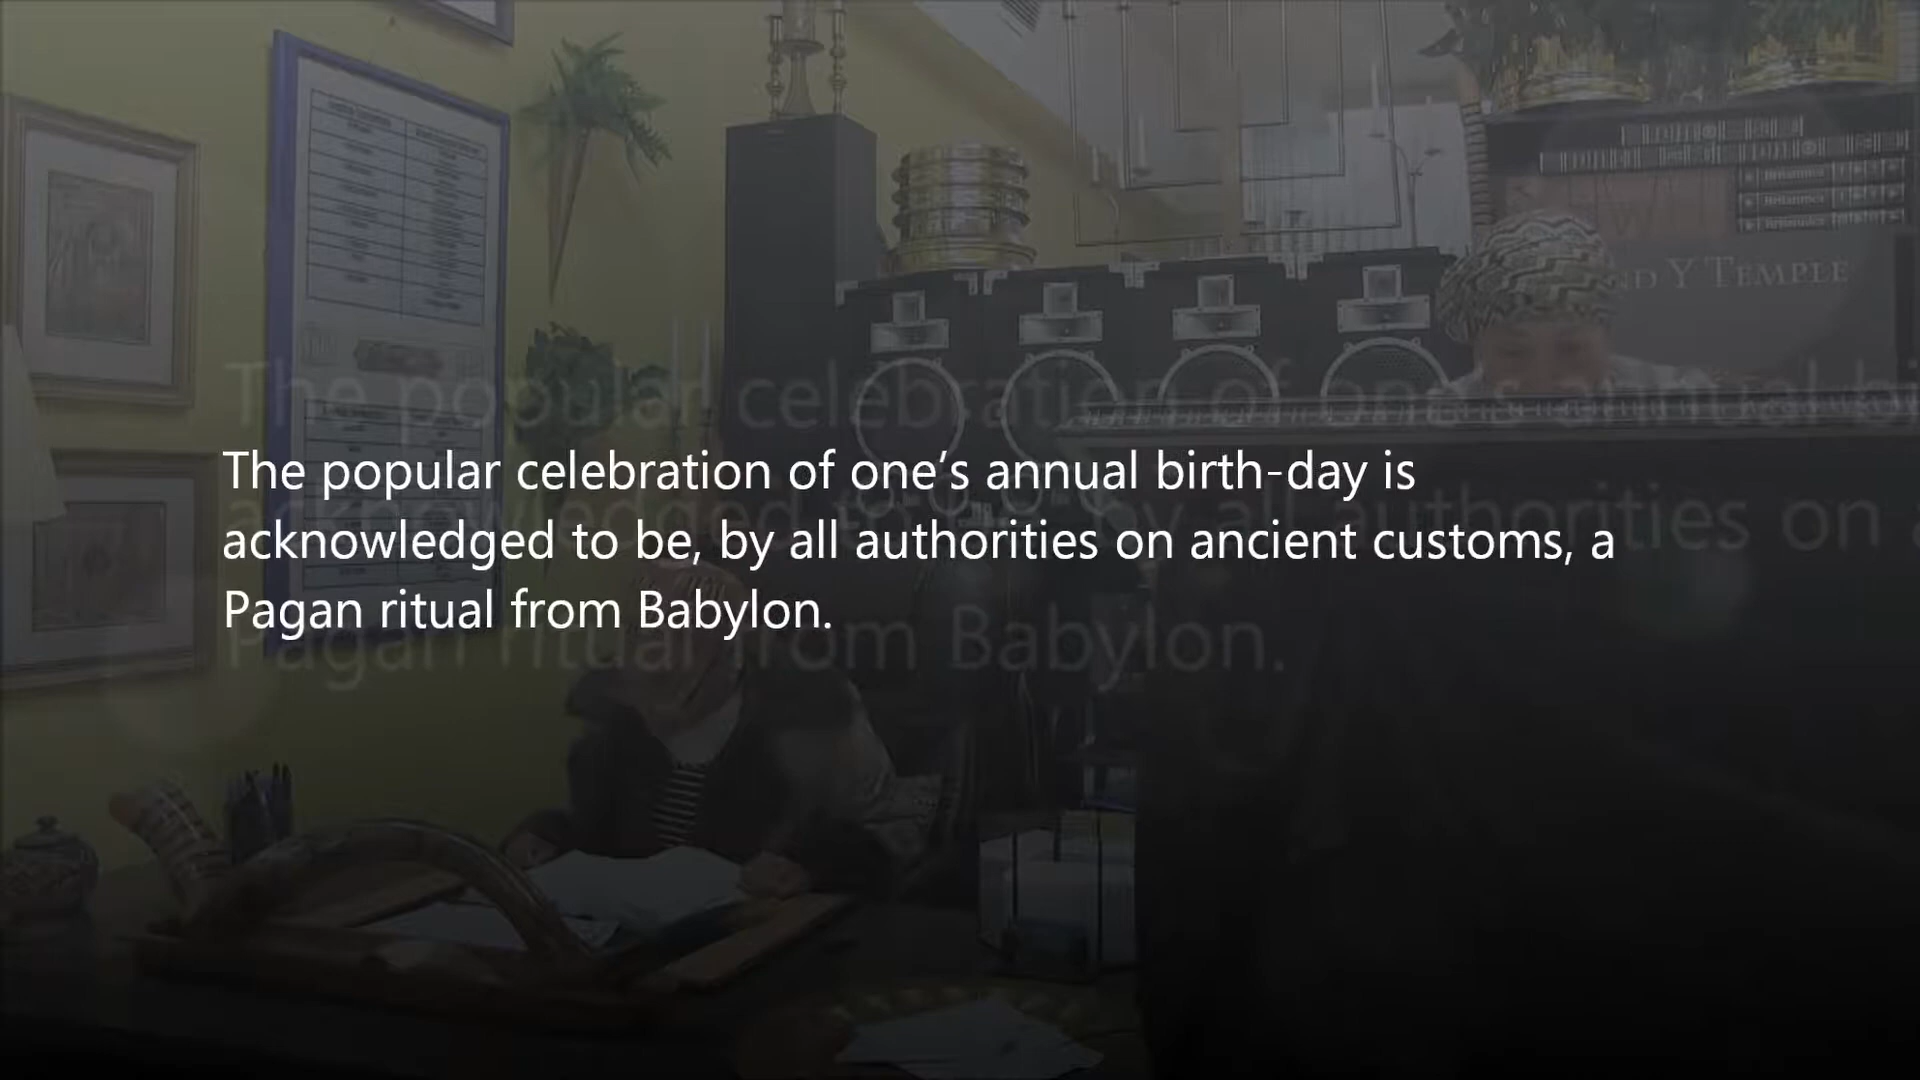 The popular celebration of one’s annual birth-day is
acknowledged to be, by all authorities on ancient customs, a
Pagan ritual from Babylon.
TEMPLE